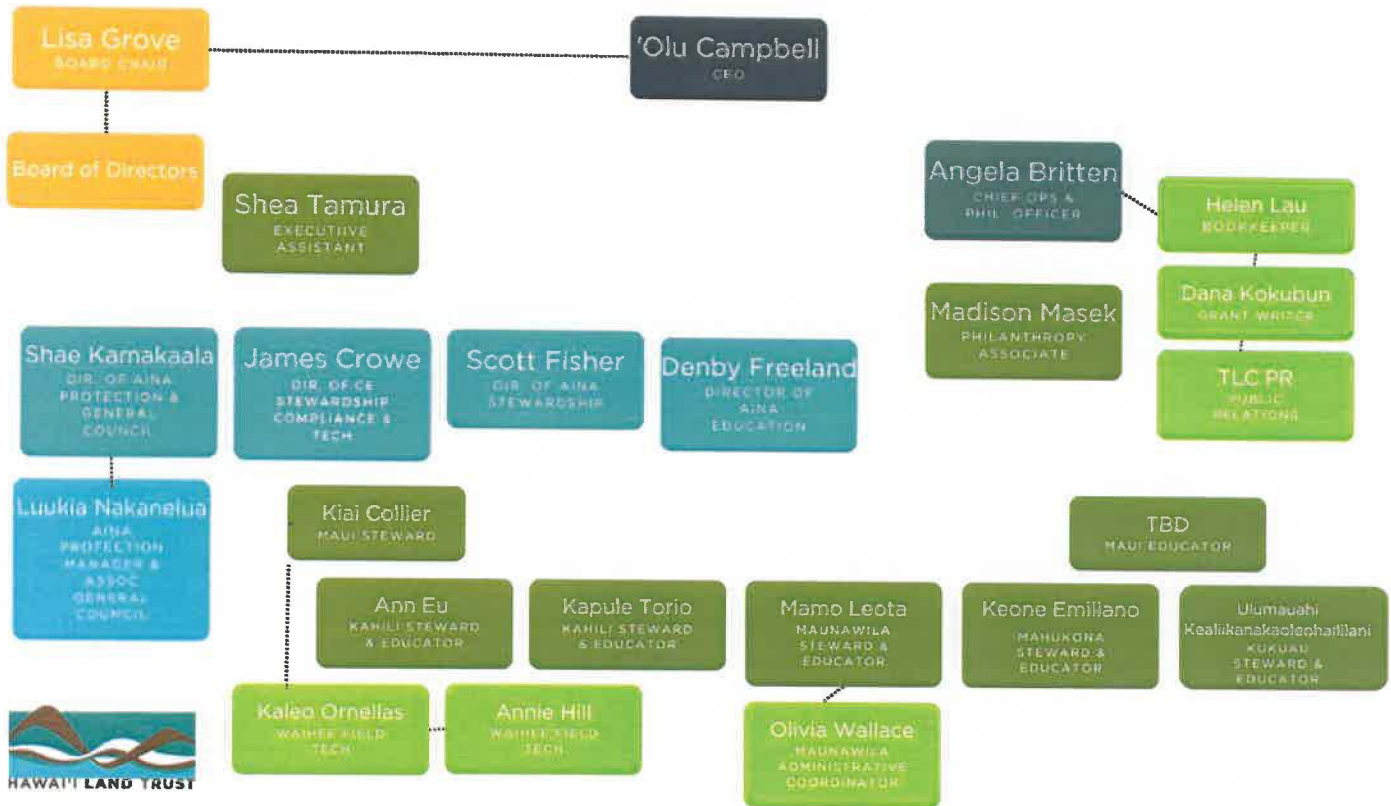 Lisa Grove
BOARD CHAIR
'Olu Campbell
CEO
Board of Directors
Shea Tamura
EXECUTIIVE
ASSISTANT
Angela Britten
CHIEF OPS &
PHIL. OFFICER
Helen Lau
BOOKKEEPER
Madison Masek
PHILANTHROPY
ASSOCIATE
Dana Kokubun
GRANT WRITER
TLC PR
PUBLIC
RELATIONS
Shae Kamakaala
DIR. OF AINA
PROTECTION &
GENERAL
COUNCIL
James Crowe
DIR. OF CE
STEWARDSHIP
COMPLIANCE &
TECH
Scott Fisher
DIR. OF AINA
STEWARDSHIP
Denby Freeland
DIRECTOR OF
AINA
EDUCATION
Luukia Nakanelua
AINA
PROTECTION
MANAGER &
ASSOC
GENERAL
COUNCIL
Kiai Collier
MAUI STEWARD
TBD
MAUI EDUCATOR
Ann Eu
KAHILI STEWARD
& EDUCATOR
Kapule Torio
KAHILI STEWARD
& EDUCATOR
Mamo Leota
MAUNAWILA
STEWARD &
EDUCATOR
Keone Emiliano
MAHUKONA
STEWARD &
EDUCATOR
Ulumauahi
KUKUAU
STEWARD &
EDUCATOR
Kaleo Ornellas
WAIHEE FIELD
TECH
Annie Hill
WAIHEE FIELD
TECH
Olivia Wallace
MAUNAWILA
ADMINISTRATIVE
COORDINATOR
HAWAI'I LAND TRUST